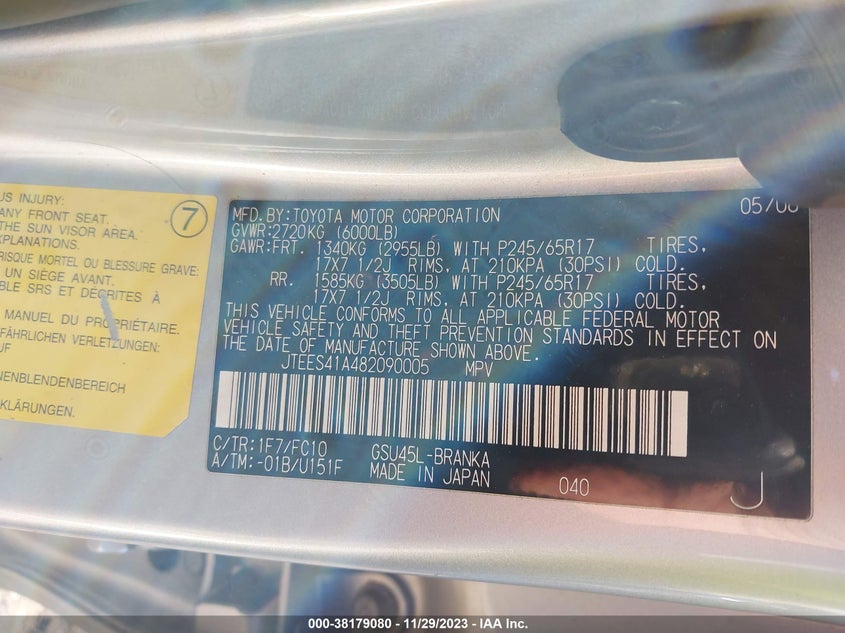 US INJURY:
ANY FRONT SEAT.
THE SUN VISOR AREA.
7
RISQUE MORTEL OU BLESSURE GRAVE:
UN SIÈGE AVANT.
BLE SRS ET DÉCRITES À
MANUEL DU PROPRIÉTAIRE.
FÄHRLICHEN VERLETZUNGEN:
UF
NENBLENDENBEREICH
KLÄRUNGEN.
MFD. BY: TOYOTA MOTOR CORPORATION 05/08
GVWR: 2720KG (6000LB)
GAWR: FRT. 1340KG (2955LB) WITH P245/65R17 TIRES,
17X7 1/2J RIMS, AT 210KPA (30PSI) COLD.
RR. 1585KG (3505LB) WITH P245/65R17 TIRES,
17X7 1/2J RIMS, AT 210KPA (30PSI) COLD.
THIS VEHICLE CONFORMS TO ALL APPLICABLE FEDERAL MOTOR
VEHICLE SAFETY AND THEFT PREVENTION STANDARDS IN EFFECT ON
THE DATE OF MANUFACTURE SHOWN ABOVE.
JTEES41A482090005 MPV
C/TR: 1F7/FC10 GSU45L-BRANKA
A/TM: -01B/U151F MADE IN JAPAN 040 J
000-38179080 - 11/29/2023 - IAA Inc.